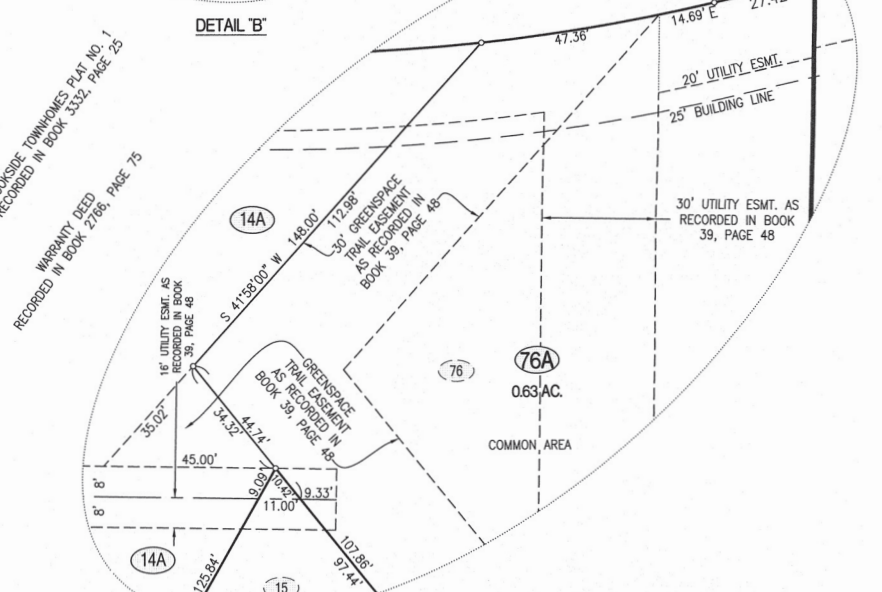 DETAIL "B"
47.36'
14.69' E
20' UTILITY ESMT.
25' BUILDING LINE
TOWNHOMES PLAT NO. 1
RECORDED IN BOOK 3332, PAGE 25
WARRANTY DEED
RECORDED IN BOOK 2766, PAGE 75
14A
S 41°58'00" W 148.00'
112.98'
30' GREENSPACE
TRAIL EASEMENT
AS RECORDED IN
BOOK 39, PAGE 48
30' UTILITY ESMT. AS
RECORDED IN BOOK
39, PAGE 48
16' UTILITY ESMT. AS
RECORDED IN BOOK
39, PAGE 48
GREENSPACE
TRAIL EASEMENT
AS RECORDED IN
BOOK 39, PAGE 48
76
76A
0.63 AC.
COMMON AREA
35.02'
34.32'
44.74'
45.00'
8'
8'
9.09'
10.42'
9.33'
11.00'
14A
125.84'
15
107.86'
97.44'